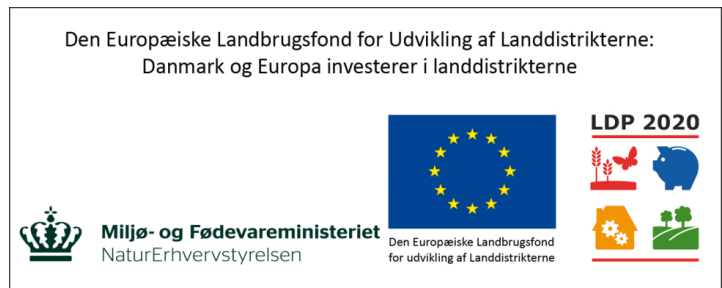 Den Europæiske Landbrugsfond for Udvikling af Landdistrikterne:
Danmark og Europa investerer i landdistrikterne
LDP 2020
Miljø- og Fødevareministeriet
NaturErhvervstyrelsen
Den Europæiske Landbrugsfond
for udvikling af Landdistrikterne